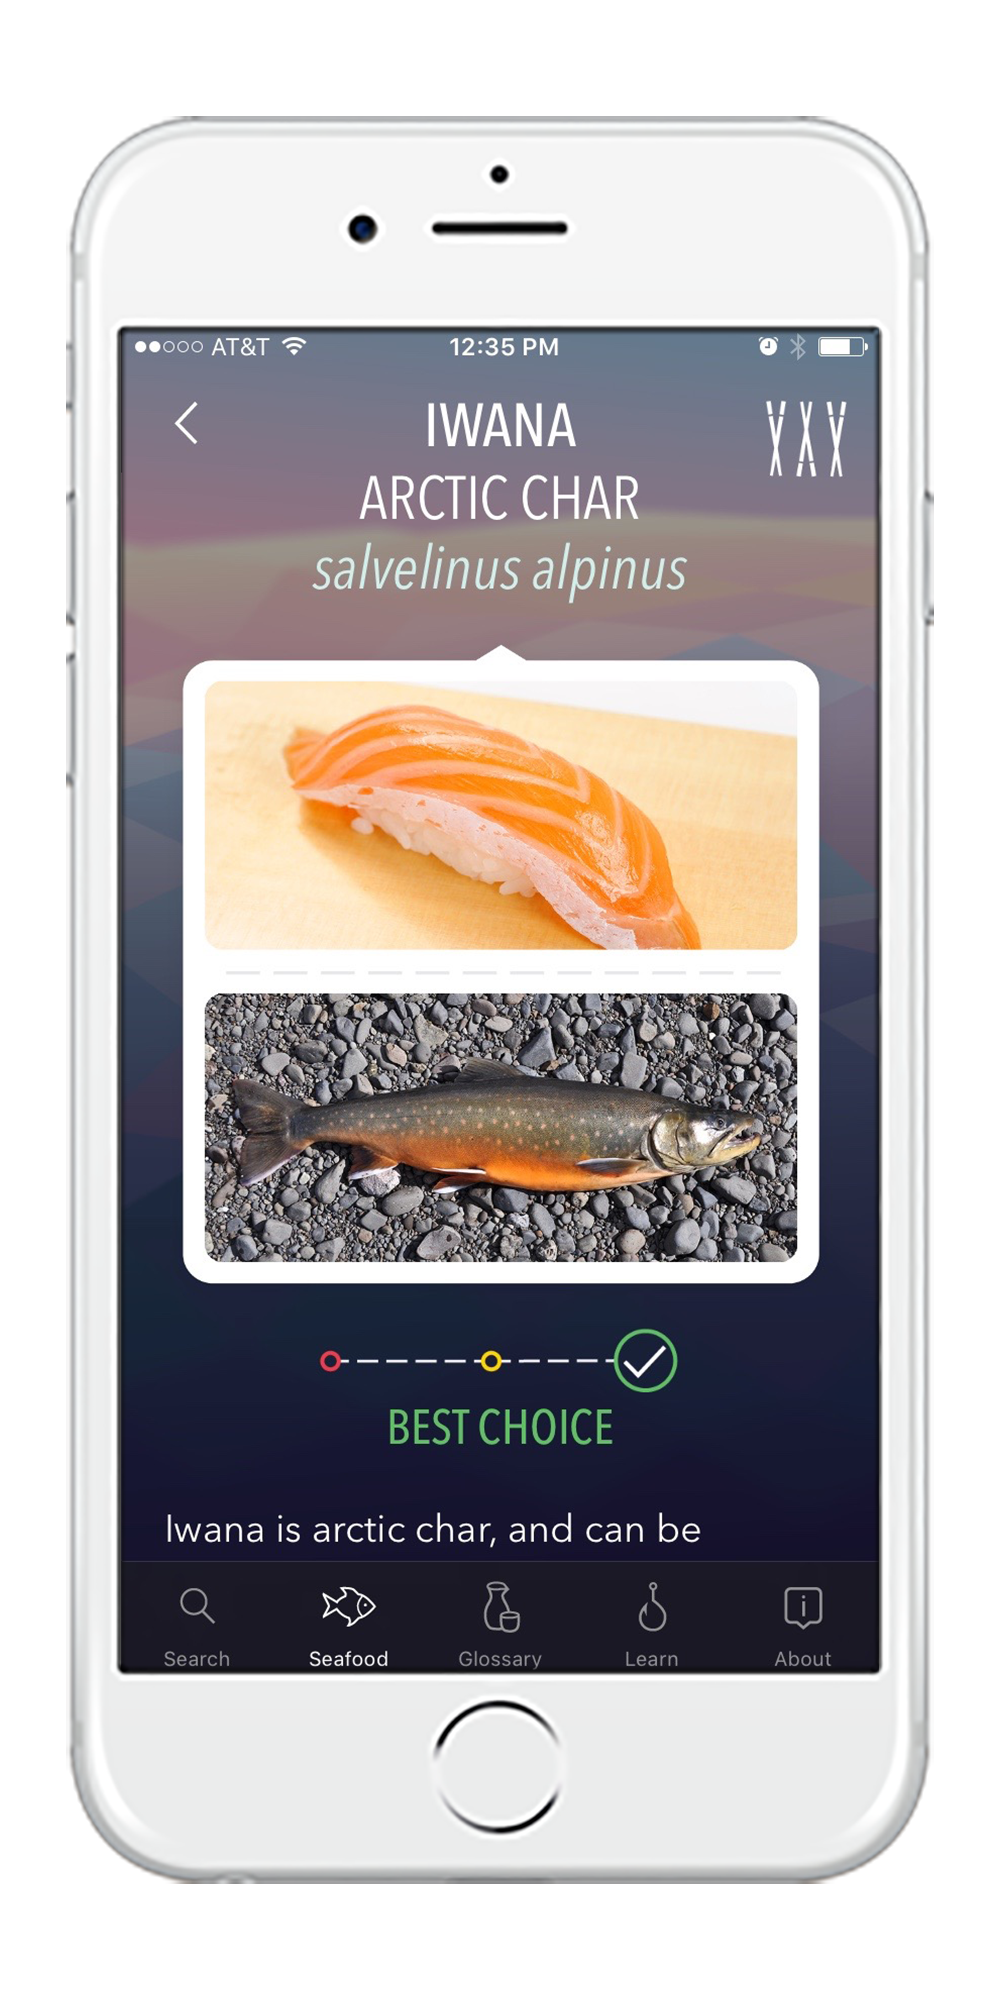 AT&T 12:35 PM
IWANA
ARCTIC CHAR
salvelinus alpinus
BEST CHOICE
Iwana is arctic char, and can be
Search Seafood Glossary Learn About